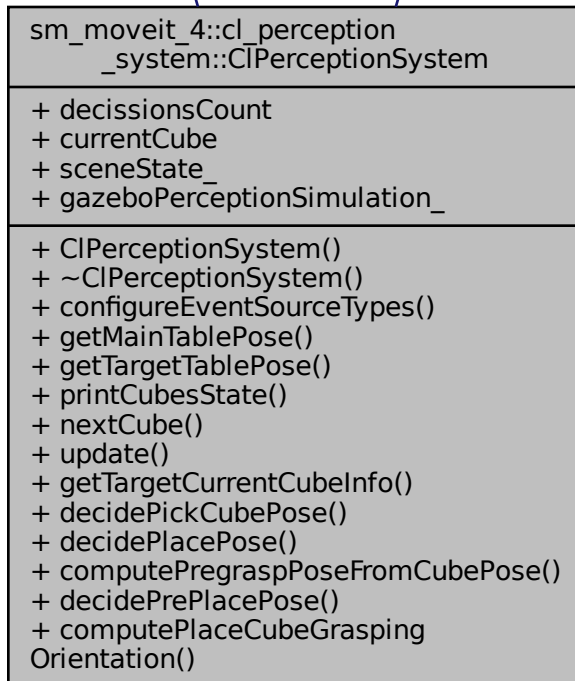 sm_moveit_4::cl_perception
_system::ClPerceptionSystem
+ decissionsCount
+ currentCube
+ sceneState_
+ gazeboPerceptionSimulation_
+ ClPerceptionSystem()
+ ~ClPerceptionSystem()
+ configureEventSourceTypes()
+ getMainTablePose()
+ getTargetTablePose()
+ printCubesState()
+ nextCube()
+ update()
+ getTargetCurrentCubeInfo()
+ decidePickCubePose()
+ decidePlacePose()
+ computePregraspPoseFromCubePose()
+ decidePrePlacePose()
+ computePlaceCubeGrasping
Orientation()